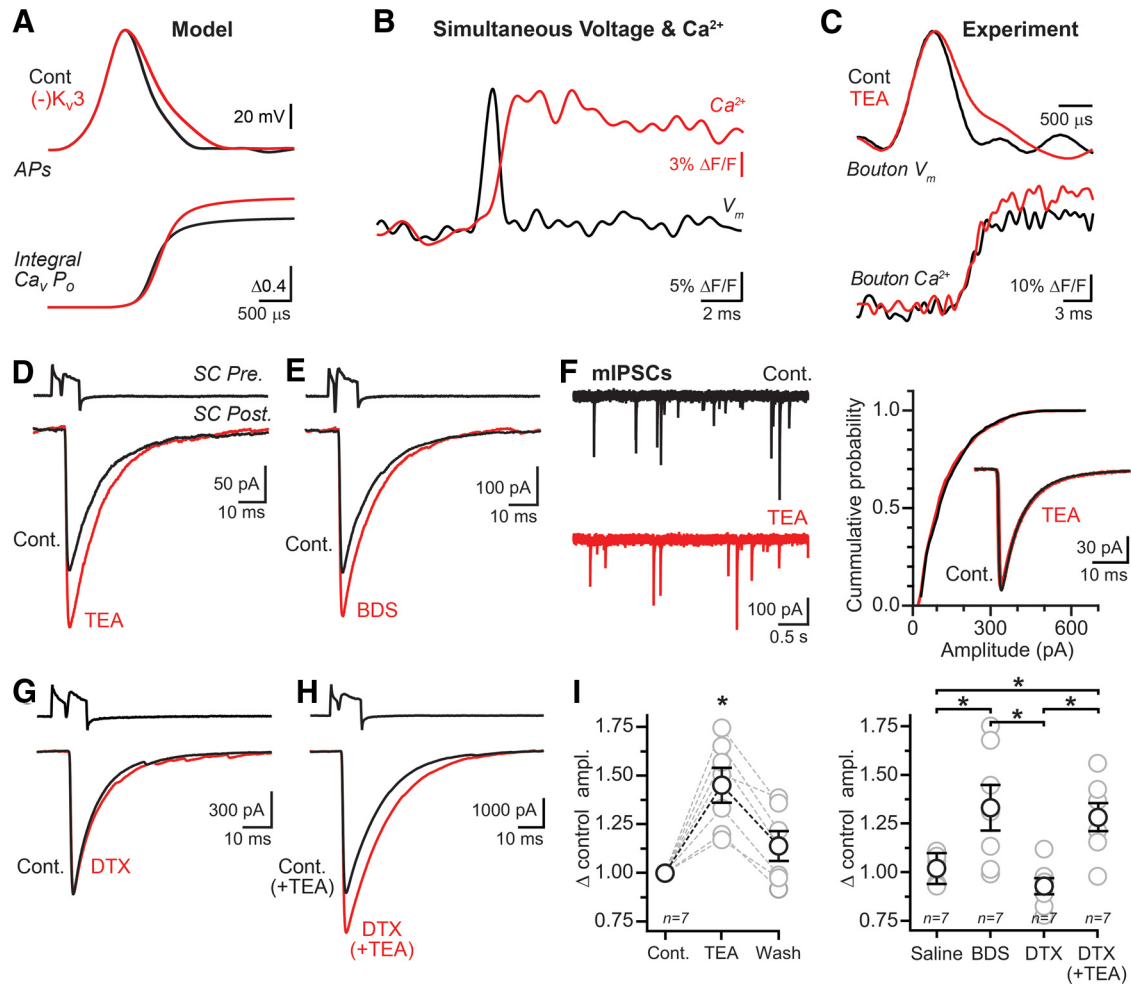 A
Model
Cont
(-)Kv3
20 mV
APs
Integral
Cav Po
Δ0.4
500 µs
B
Simultaneous Voltage & Ca²⁺
Ca²⁺
3% ΔF/F
Vm
5% ΔF/F
2 ms
C
Experiment
Cont
TEA
500 µs
Bouton Vm
Bouton Ca²⁺
10% ΔF/F
3 ms
D
SC Pre.
SC Post.
50 pA
10 ms
Cont.
TEA
E
100 pA
10 ms
Cont.
BDS
F
mIPSCs
Cont.
TEA
100 pA
0.5 s
Cummulative probability
1.0
0.5
0.0
0
300
600
Amplitude (pA)
TEA
Cont.
30 pA
10 ms
G
300 pA
10 ms
Cont.
DTX
H
1000 pA
10 ms
Cont.
(+TEA)
DTX
(+TEA)
I
Δ control ampl.
1.75
1.50
1.25
1.00
0.75
*
n=7
Cont.
TEA
Wash
Δ control ampl.
1.75
1.50
1.25
1.00
0.75
*
*
*
*
n=7
n=7
n=7
n=7
Saline
BDS
DTX
DTX
(+TEA)